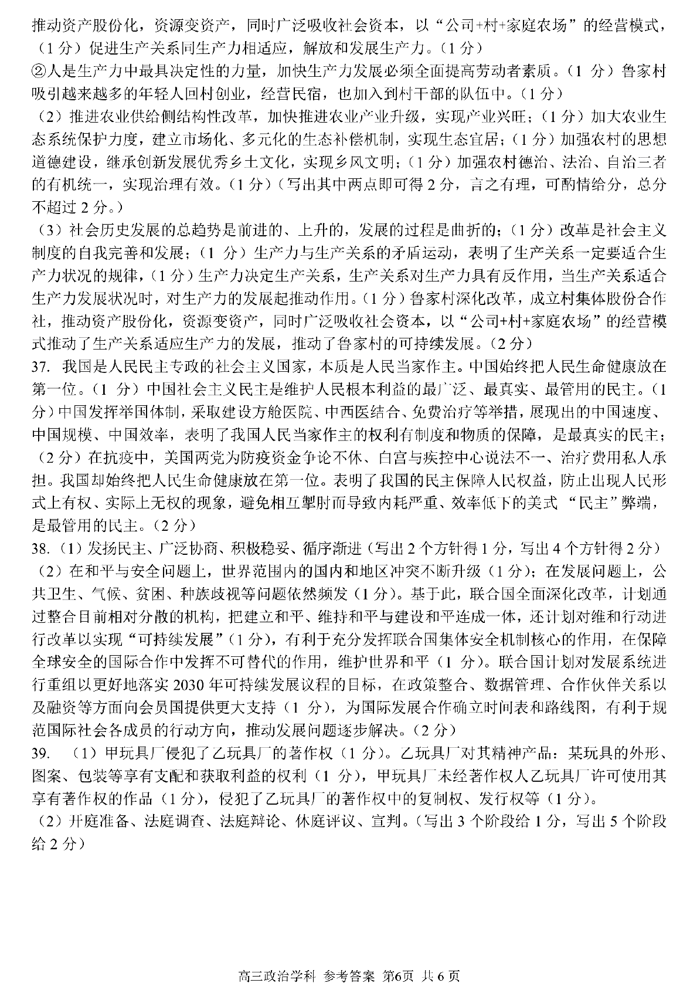 推动资产股份化，资源变资产，同时广泛吸收社会资本，以“公司+村+家庭农场”的经营模式，
（1分）促进生产关系同生产力相适应，解放和发展生产力。（1分）
②人是生产力中最具决定性的力量，加快生产力发展必须全面提高劳动者素质。（1 分）鲁家村
吸引越来越多的年轻人回村创业，经营民宿，也加入到村干部的队伍中。（1分）
（2）推进农业供给侧结构性改革，加快推进农业产业升级，实现产业兴旺；（1分）加大农业生
态系统保护力度，建立市场化、多元化的生态补偿机制，实现生态宜居；（1分）加强农村的思想
道德建设，继承创新发展优秀乡土文化，实现乡风文明；（1分）加强农村德治、法治、自治三者
的有机统一，实现治理有效。（1分）（写出其中两点即可得2分，言之有理，可酌情给分，总分
不超过2分。）
（3）社会历史发展的总趋势是前进的、上升的，发展的过程是曲折的；（1分）改革是社会主义
制度的自我完善和发展；（1 分）生产力与生产关系的矛盾运动，表明了生产关系一定要适合生
产力状况的规律，（1分）生产力决定生产关系，生产关系对生产力具有反作用，当生产关系适合
生产力发展状况时，对生产力的发展起推动作用。（1分）鲁家村深化改革，成立村集体股份合作
社，推动资产股份化，资源变资产，同时广泛吸收社会资本，以“公司+村+家庭农场”的经营模
式推动了生产关系适应生产力的发展，推动了鲁家村的可持续发展。（2分）
37. 我国是人民民主专政的社会主义国家，本质是人民当家作主。中国始终把人民生命健康放在
第一位。（1 分）中国社会主义民主是维护人民根本利益的最广泛、最真实、最管用的民主。（1
分）中国发挥举国体制，采取建设方舱医院、中西医结合、免费治疗等举措，展现出的中国速度、
中国规模、中国效率，表明了我国人民当家作主的权利有制度和物质的保障，是最真实的民主；
（2分）在抗疫中，美国两党为防疫资金争论不休、白宫与疾控中心说法不一、治疗费用私人承
担。我国却始终把人民生命健康放在第一位。表明了我国的民主保障人民权益，防止出现人民形
式上有权、实际上无权的现象，避免相互掣肘而导致内耗严重、效率低下的美式 “民主”弊端，
是最管用的民主。（2分）
38.（1）发扬民主、广泛协商、积极稳妥、循序渐进（写出2个方针得1分，写出4个方针得2分）
（2）在和平与安全问题上，世界范围内的国内和地区冲突不断升级（1分）；在发展问题上，公
共卫生、气候、贫困、种族歧视等问题依然频发（1分）。基于此，联合国全面深化改革，计划通
过整合目前相对分散的机构，把建立和平、维持和平与建设和平连成一体，还计划对维和行动进
行改革以实现“可持续发展”（1分），有利于充分发挥联合国集体安全机制核心的作用，在保障
全球安全的国际合作中发挥不可替代的作用，维护世界和平（1 分）。联合国计划对发展系统进
行重组以更好地落实2030年可持续发展议程的目标，在政策整合、数据管理、合作伙伴关系以
及融资等方面向会员国提供更大支持（1 分），为国际发展合作确立时间表和路线图，有利于规
范国际社会各成员的行动方向，推动发展问题逐步解决。（2分）
39. （1）甲玩具厂侵犯了乙玩具厂的著作权（1 分）。乙玩具厂对其精神产品：某玩具的外形、
图案、包装等享有支配和获取利益的权利（1 分），甲玩具厂未经著作权人乙玩具厂许可使用其
享有著作权的作品（1分），侵犯了乙玩具厂的著作权中的复制权、发行权等（1分）。
（2）开庭准备、法庭调查、法庭辩论、休庭评议、宣判。（写出3个阶段给1分，写出5个阶段
给2分）
高三政治学科 参考答案 第6页 共6页